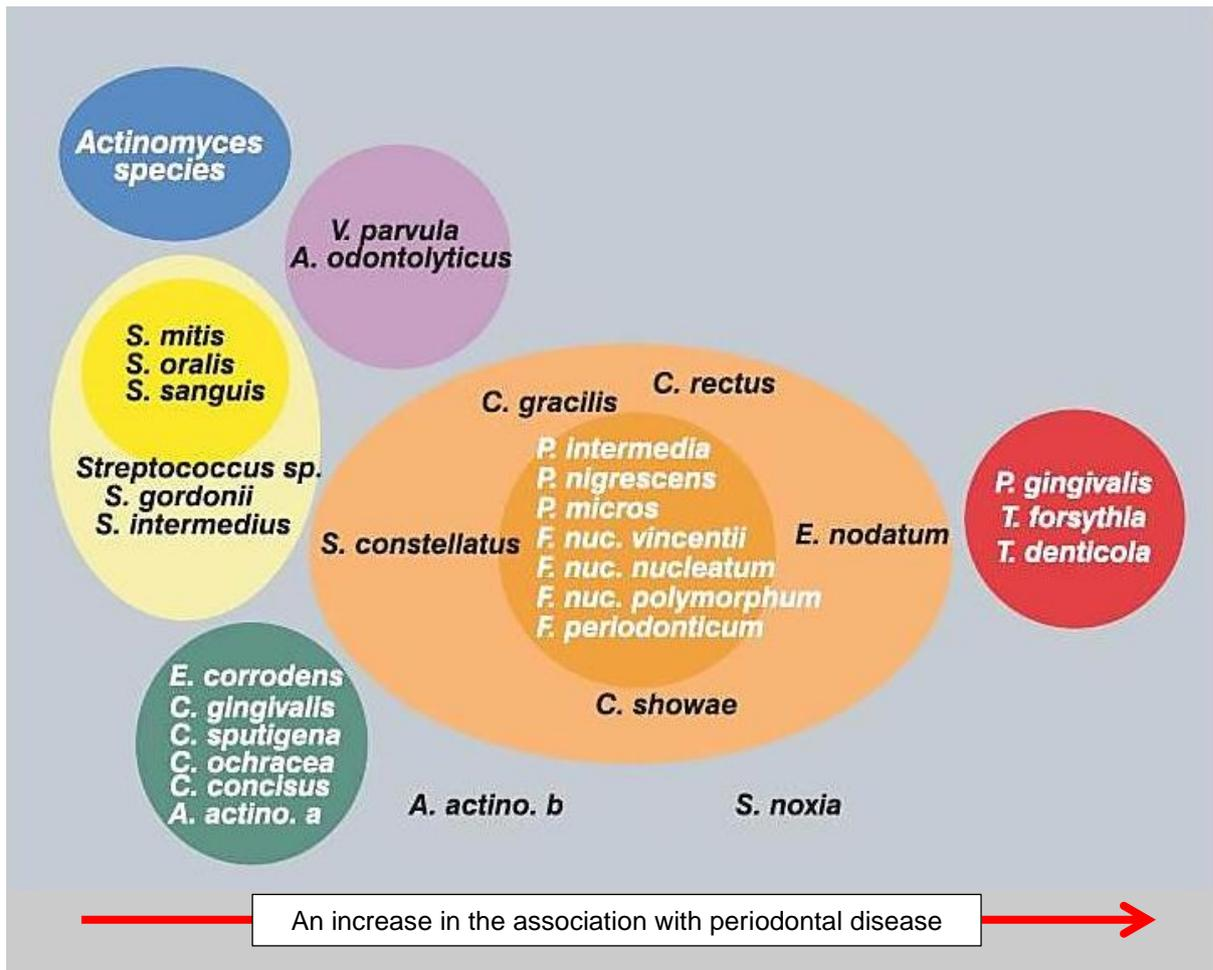 Actinomyces
species
V. parvula
A. odontolyticus
S. mitis
S. oralis
S. sanguis
Streptococcus sp.
S. gordonii
S. intermedius
C. gracilis
C. rectus
P. intermedia
P. nigrescens
P. micros
F. nuc. vincentii
F. nuc. nucleatum
F. nuc. polymorphum
F. periodonticum
S. constellatus
E. nodatum
C. showae
P. gingivalis
T. forsythia
T. denticola
E. corrodens
C. gingivalis
C. sputigena
C. ochracea
C. concisus
A. actino. a
A. actino. b
S. noxia
An increase in the association with periodontal disease